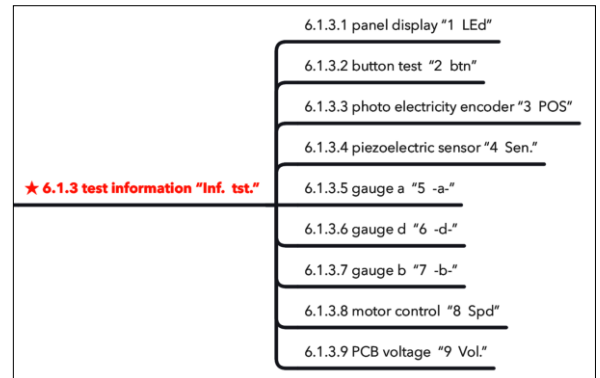 6.1.3.1 panel display “1 LEd”
6.1.3.2 button test “2 btn”
6.1.3.3 photo electricity encoder “3 POS”
6.1.3.4 piezoelectric sensor “4 Sen.”
★ 6.1.3 test information “Inf. tst.”
6.1.3.5 gauge a “5 -a-”
6.1.3.6 gauge d “6 -d-”
6.1.3.7 gauge b “7 -b-”
6.1.3.8 motor control “8 Spd”
6.1.3.9 PCB voltage “9 Vol.”